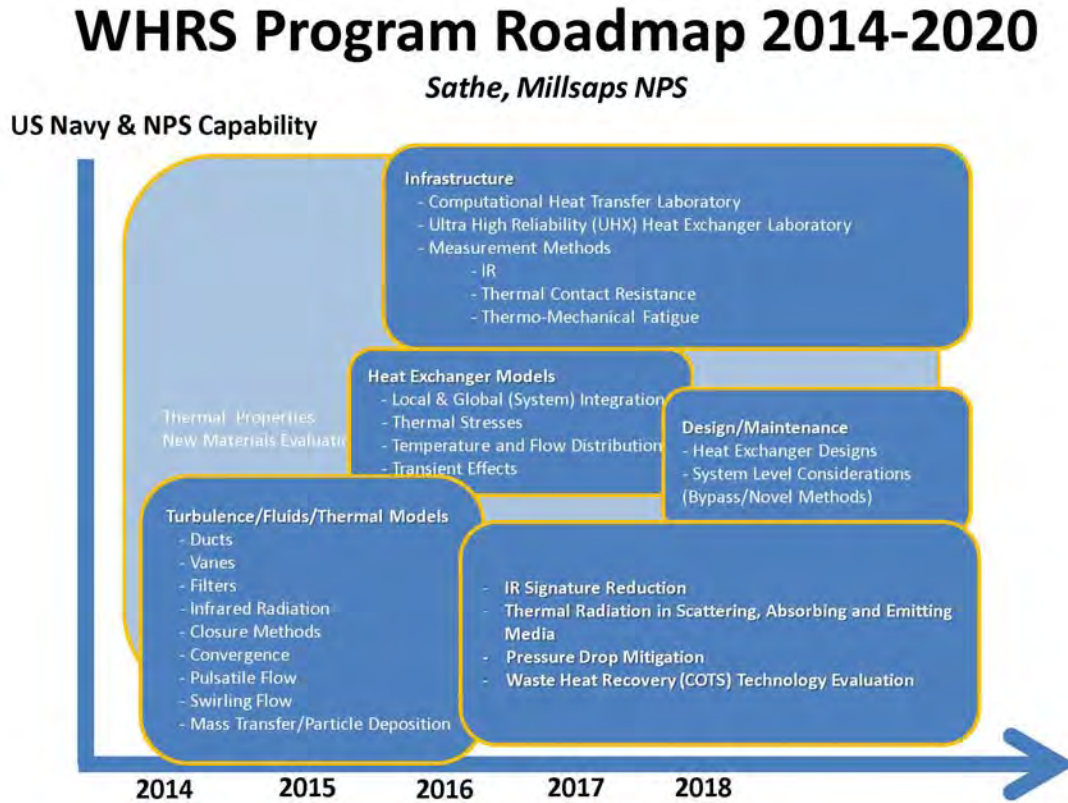 WHRS Program Roadmap 2014-2020
Sathe, Millsaps NPS
US Navy & NPS Capability
Infrastructure
- Computational Heat Transfer Laboratory
- Ultra High Reliability (UHX) Heat Exchanger Laboratory
- Measurement Methods
- IR
- Thermal Contact Resistance
- Thermo-Mechanical Fatigue
Heat Exchanger Models
- Local & Global (System) Integration
- Thermal Stresses
- Temperature and Flow Distribution
- Transient Effects
Thermal Properties
New Materials
Design/Maintenance
- Heat Exchanger Designs
- System Level Considerations
(Bypass/Novel Methods)
Turbulence/Fluids/Thermal Models
- Ducts
- Vanes
- Filters
- Infrared Radiation
- Closure Methods
- Convergence
- Pulsatile Flow
- Swirling Flow
- Mass Transfer/Particle Deposition
- IR Signature Reduction
- Thermal Radiation in Scattering, Absorbing and Emitting
Media
- Pressure Drop Mitigation
- Waste Heat Recovery (COTS) Technology Evaluation
2014 2015 2016 2017 2018